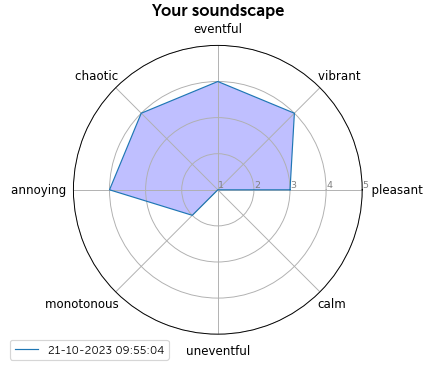 Your soundscape
eventful
chaotic
vibrant
annoying
1
2
3
4
5
pleasant
monotonous
calm
uneventful
21-10-2023 09:55:04